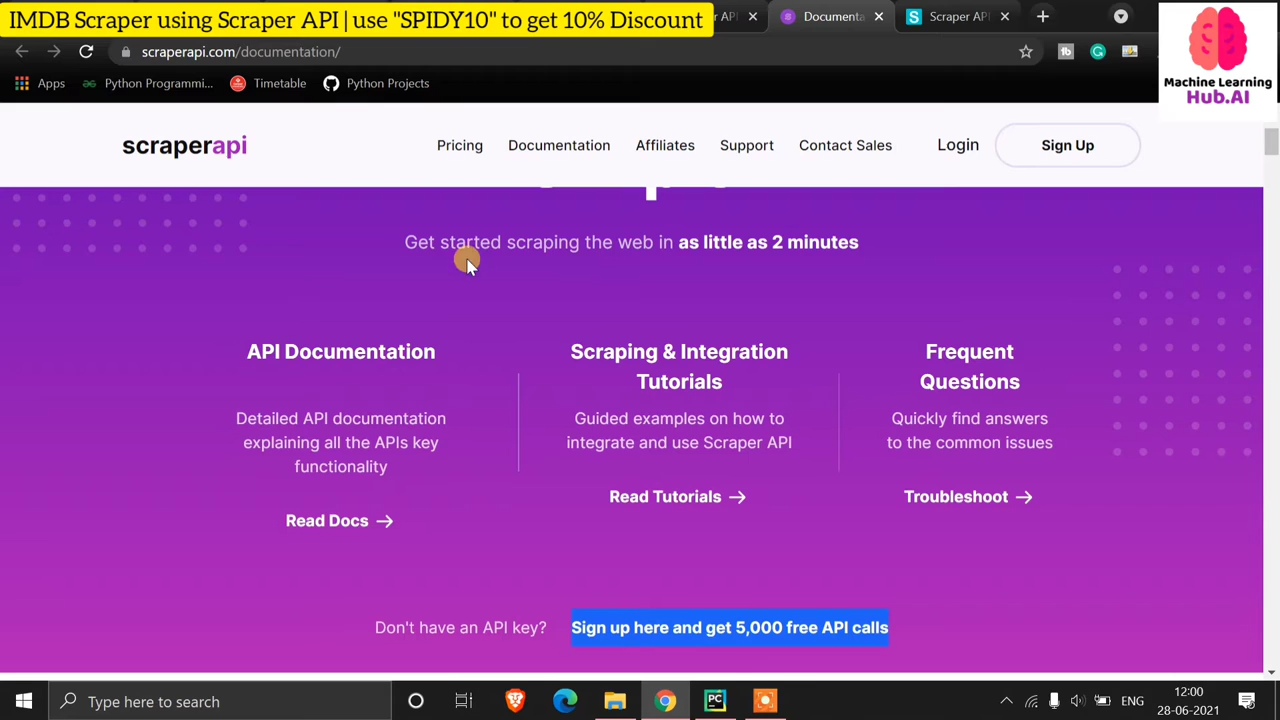 IMDB Scraper using Scraper API | use "SPIDY10" to get 10% Discount
API
Documenta
Scraper API
scraperapi.com/documentation/
Apps
Python Programmi...
Timetable
Python Projects
Machine Learning
Hub.AI
scraperapi
Pricing
Documentation
Affiliates
Support
Contact Sales
Login
Sign Up
Get started scraping the web in as little as 2 minutes
API Documentation
Detailed API documentation
explaining all the APIs key
functionality
Read Docs →
Scraping & Integration
Tutorials
Guided examples on how to
integrate and use Scraper API
Read Tutorials →
Frequent
Questions
Quickly find answers
to the common issues
Troubleshoot →
Don't have an API key? Sign up here and get 5,000 free API calls
Type here to search
ENG
12:00
28-06-2021